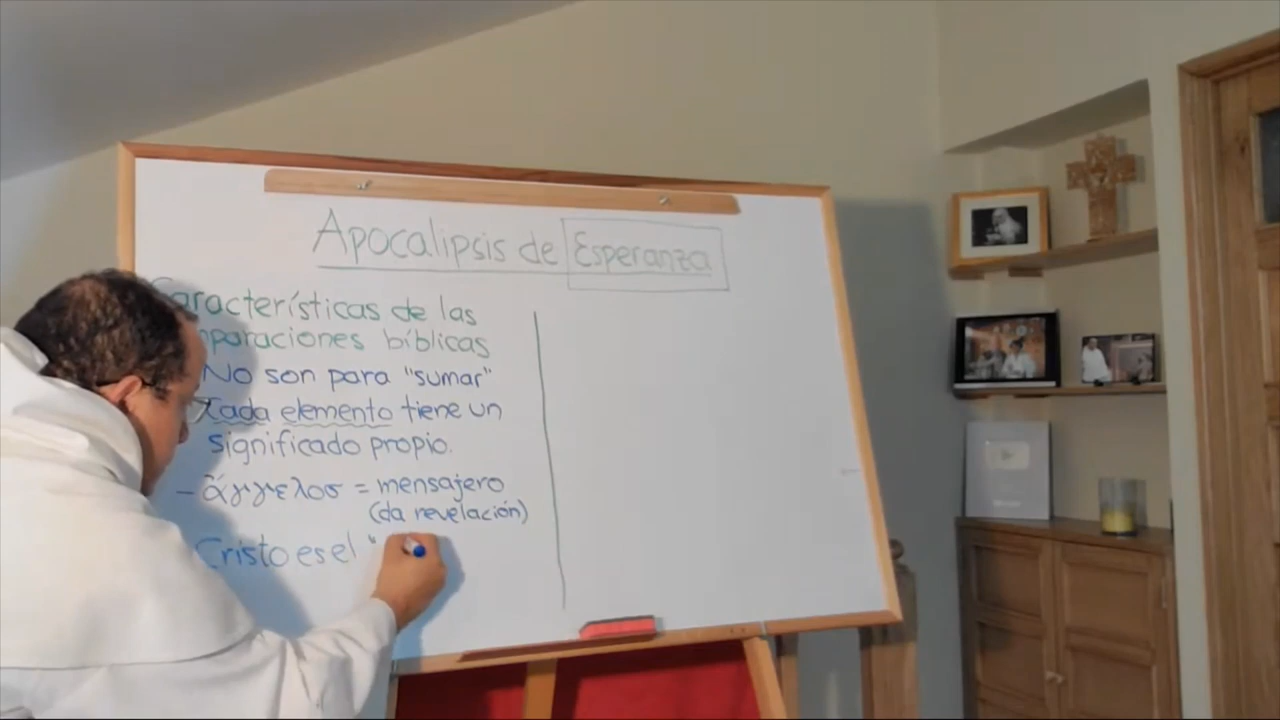 Apocalipsis de Esperanza
Características de las
paraciones bíblicas
No son para "sumar"
Cada elemento tiene un
significado propio.
- ἄγγελοσ = mensajero
(da revelación)
Cristo es el "